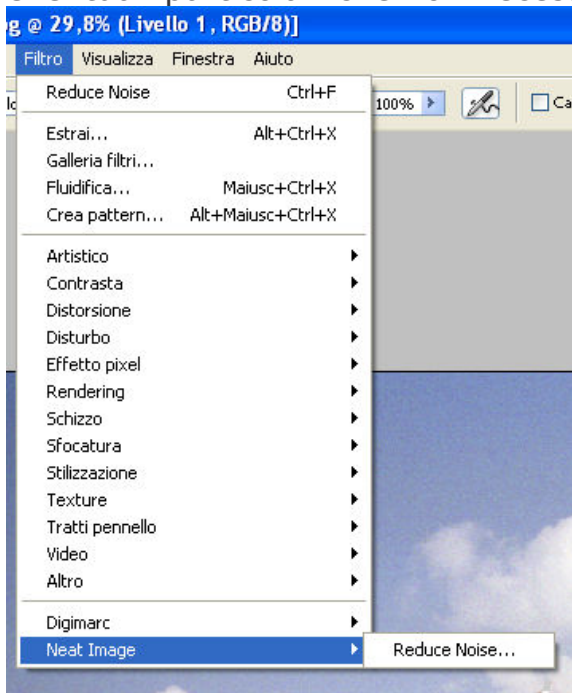 g @ 29,8% (Livello 1, RGB/8)]
Filtro Visualizza Finestra Aiuto
Reduce Noise Ctrl+F
100%
Ca
Estrai... Alt+Ctrl+X
Galleria filtri...
Fluidifica... Maiusc+Ctrl+X
Crea pattern... Alt+Maiusc+Ctrl+X
Artistico
Contrasta
Distorsione
Disturbo
Effetto pixel
Rendering
Schizzo
Sfocatura
Stilizzazione
Texture
Tratti pennello
Video
Altro
Digimarc
Neat Image
Reduce Noise...